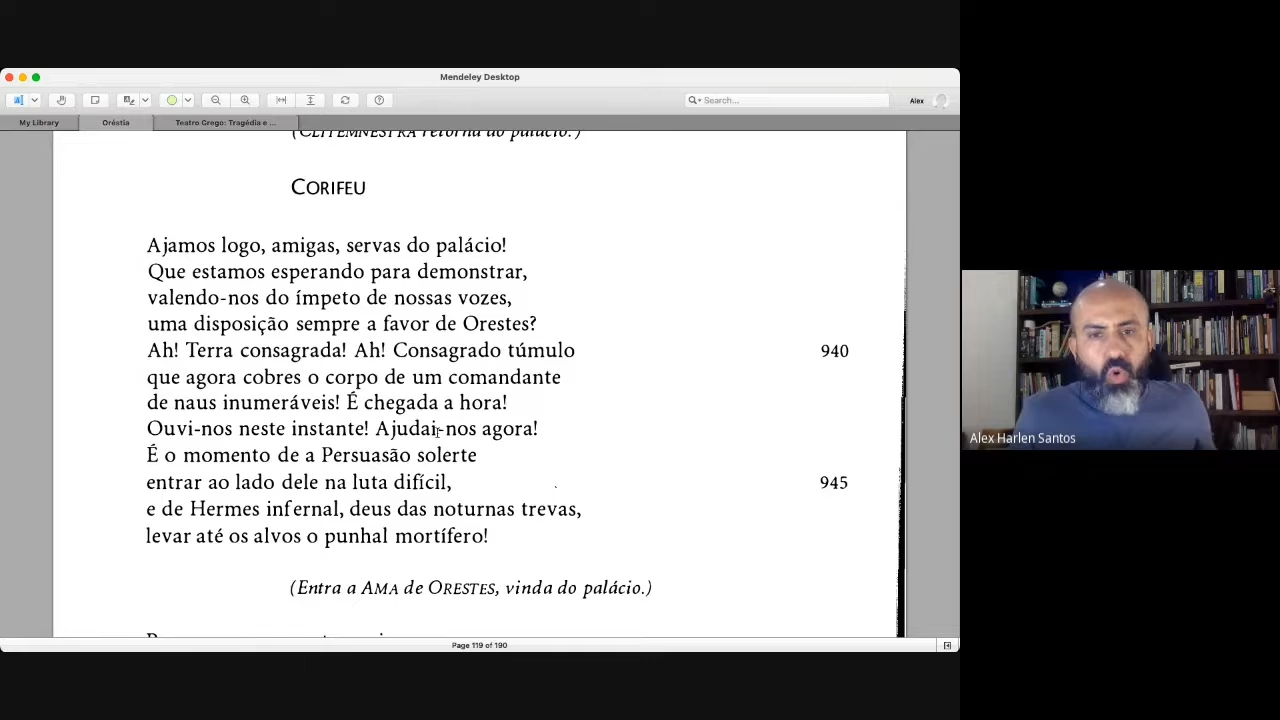 Mendeley Desktop
Search...
Alex
My Library
Oréstia
Teatro Grego: Tragédia e ...
(CLITEMNESTRA retorna do palácio.)
CORIFEU
Ajamos logo, amigas, servas do palácio!
Que estamos esperando para demonstrar,
valendo-nos do ímpeto de nossas vozes,
uma disposição sempre a favor de Orestes?
Ah! Terra consagrada! Ah! Consagrado túmulo 940
que agora cobres o corpo de um comandante
de naus inumeráveis! É chegada a hora!
Ouvi-nos neste instante! Ajudai-nos agora!
É o momento de a Persuasão solerte
entrar ao lado dele na luta difícil, 945
e de Hermes infernal, deus das noturnas trevas,
levar até os alvos o punhal mortífero!
(Entra a AMA de ORESTES, vinda do palácio.)
Page 119 of 190
Alex Harlen Santos